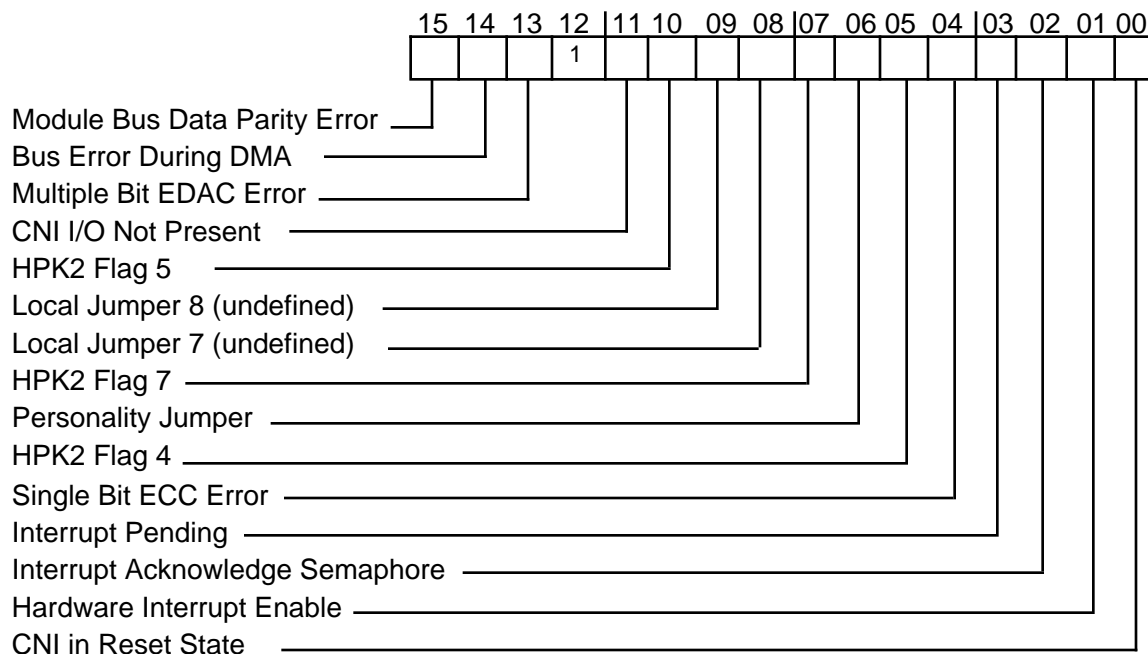 15 14 13 12 11 10 09 08 07 06 05 04 03 02 01 00
1
Module Bus Data Parity Error
Bus Error During DMA
Multiple Bit EDAC Error
CNI I/O Not Present
HPK2 Flag 5
Local Jumper 8 (undefined)
Local Jumper 7 (undefined)
HPK2 Flag 7
Personality Jumper
HPK2 Flag 4
Single Bit ECC Error
Interrupt Pending
Interrupt Acknowledge Semaphore
Hardware Interrupt Enable
CNI in Reset State